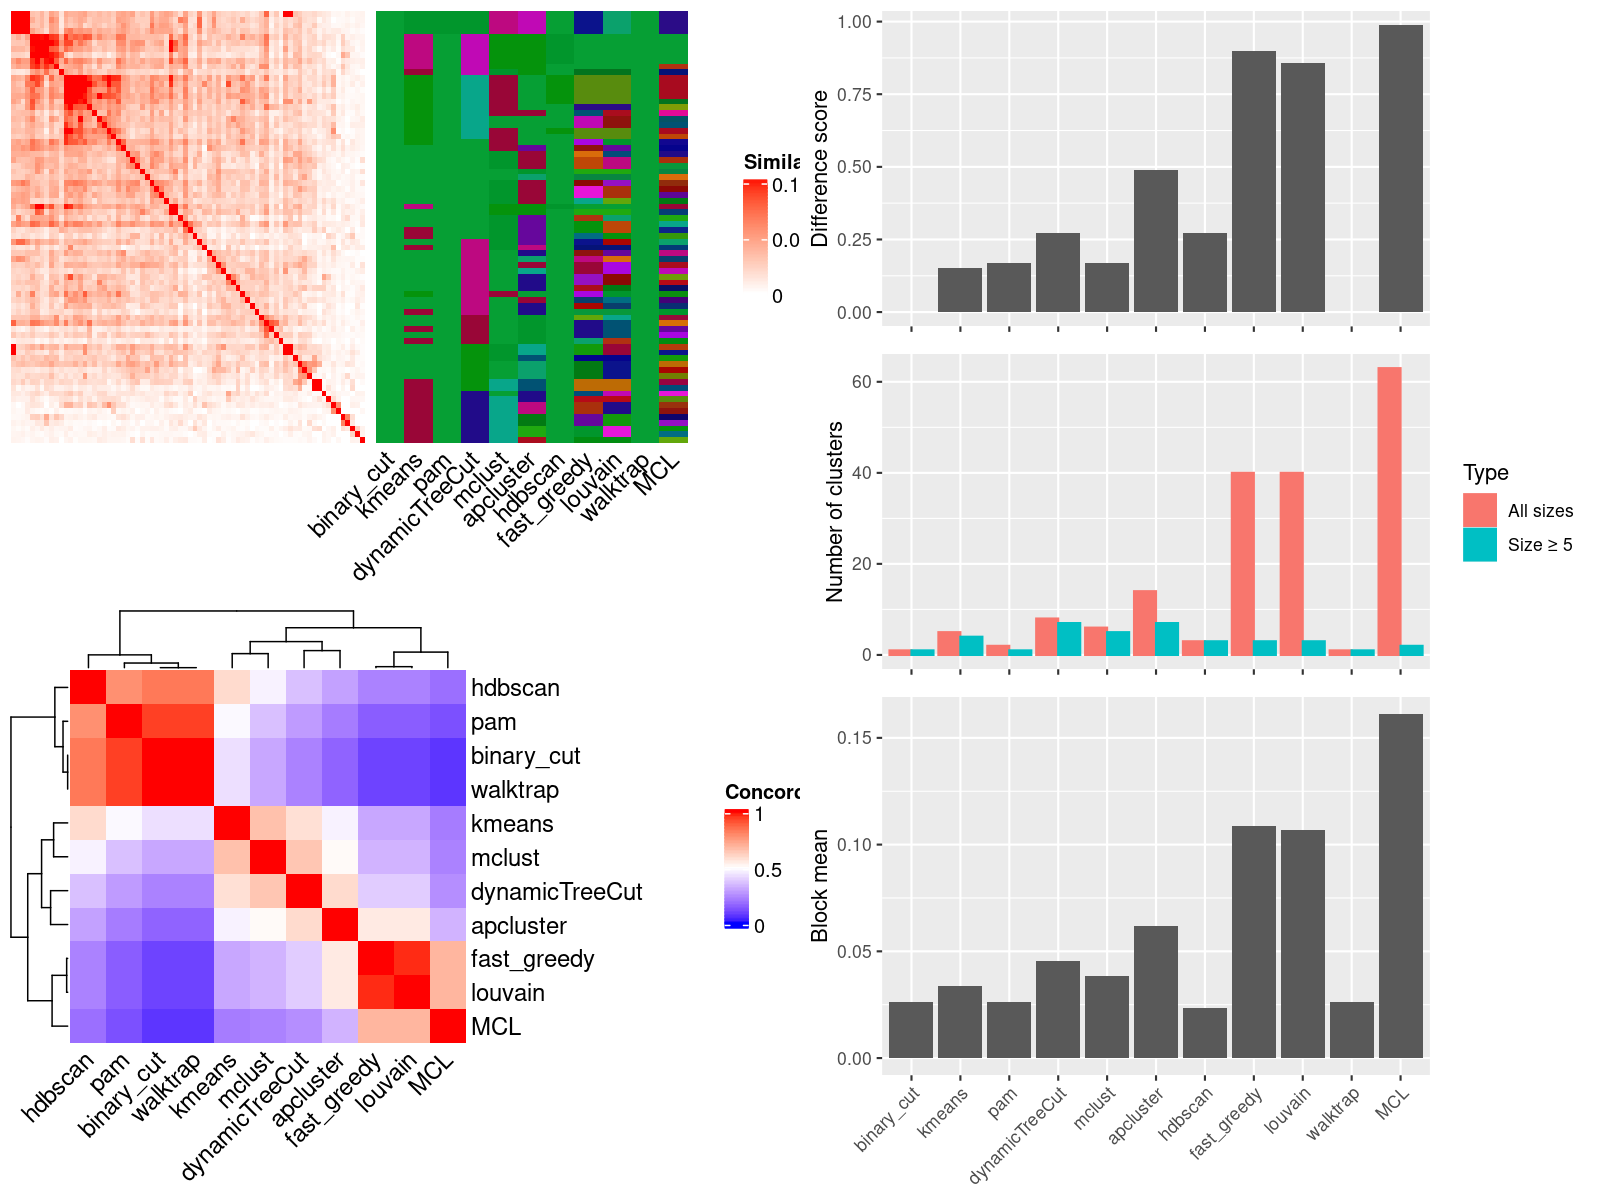 Simila
0.1
0.0
0
binary_cut
kmeans
pam
dynamicTreeCut
mclust
apcluster
hdbscan
fast_greedy
louvain
walktrap
MCL
hdbscan
pam
binary_cut
walktrap
kmeans
mclust
dynamicTreeCut
apcluster
fast_greedy
louvain
MCL
hdbscan
pam
binary_cut
walktrap
kmeans
mclust
dynamicTreeCut
apcluster
fast_greedy
louvain
MCL
Concord
1
0.5
0
Difference score
1.00
0.75
0.50
0.25
0.00
Number of clusters
60
40
20
0
Type
All sizes
Size ≥ 5
Block mean
0.15
0.10
0.05
0.00
binary_cut
kmeans
pam
dynamicTreeCut
mclust
apcluster
hdbscan
fast_greedy
louvain
walktrap
MCL